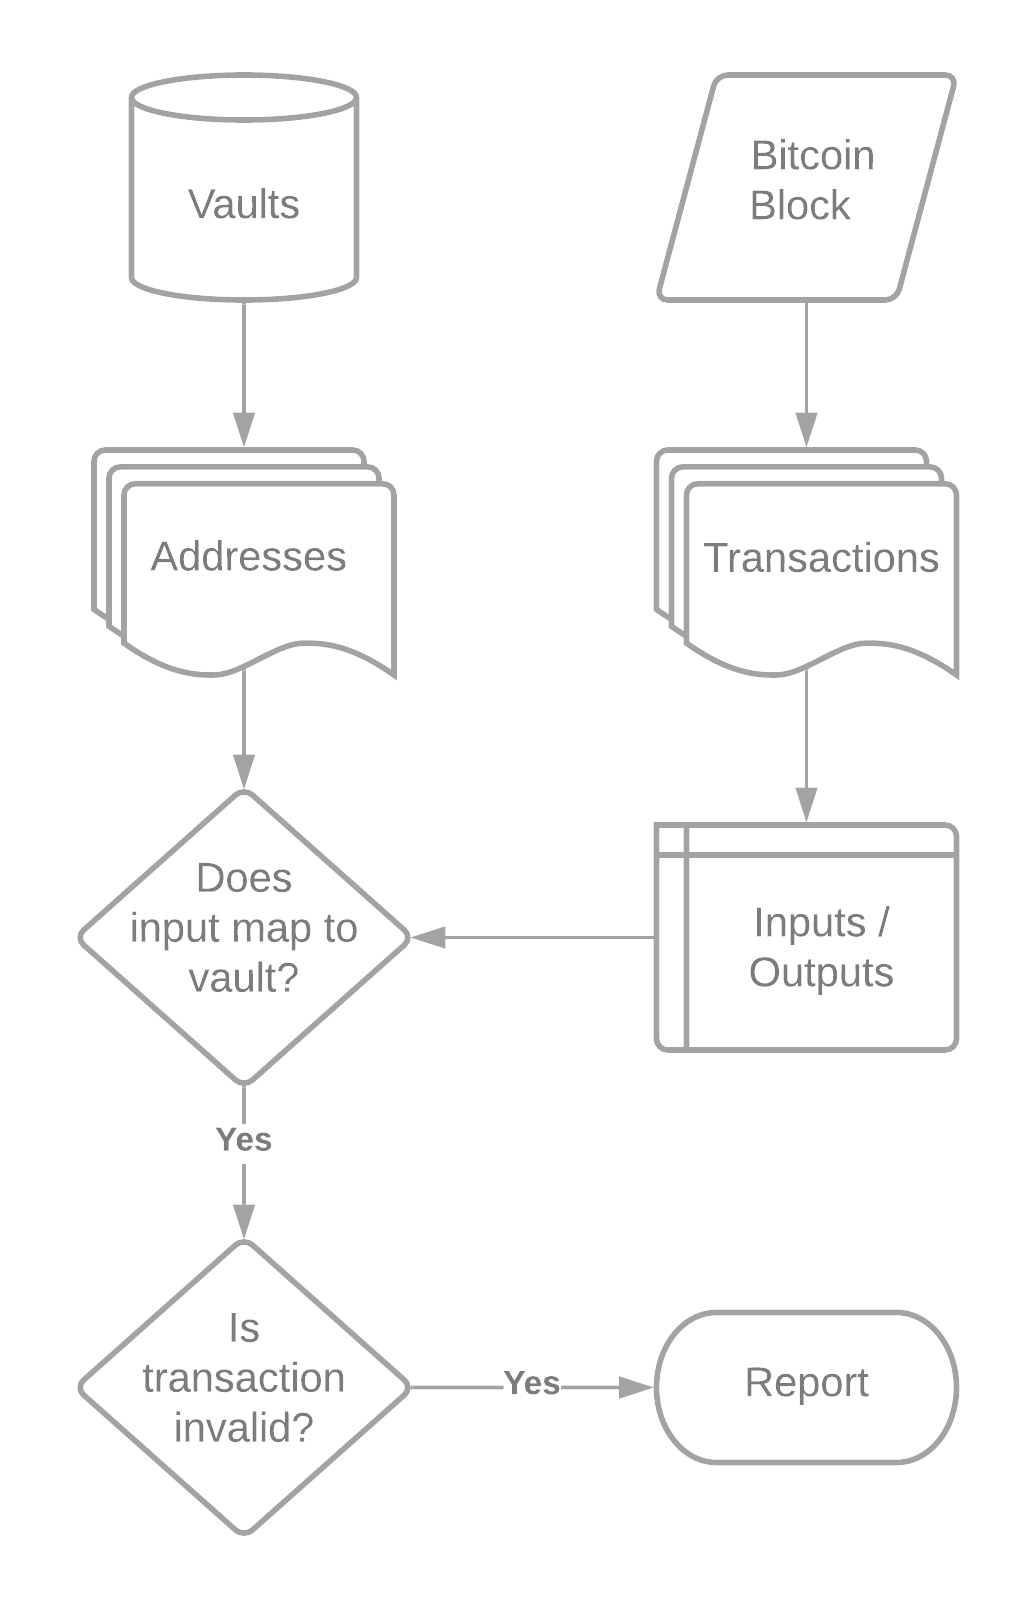 Vaults
Bitcoin
Block
Addresses
Transactions
Does
input map to
vault?
Inputs /
Outputs
Yes
Is
transaction
invalid?
Yes
Report